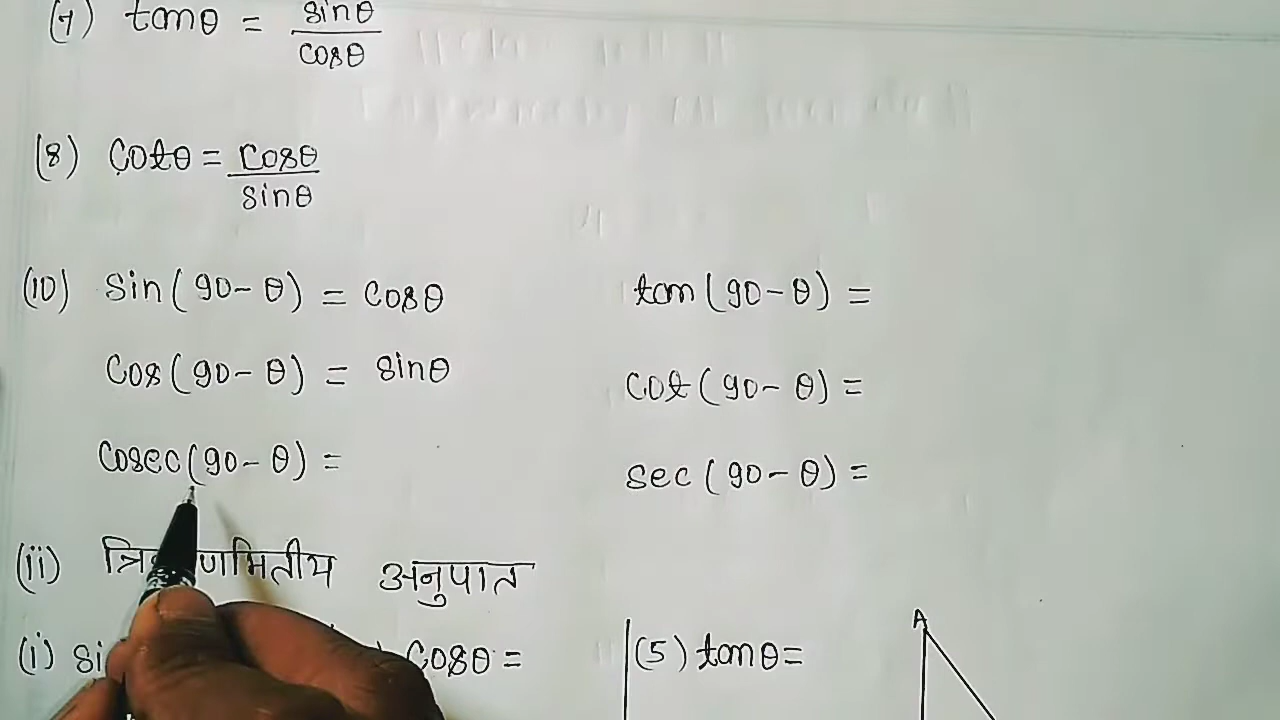 (7) tanθ = sinθ/cosθ
(8) cotθ = cosθ/sinθ
(10) sin(90-θ) = cosθ
cos(90-θ) = sinθ
cosec(90-θ) =
tan(90-θ) =
cot(90-θ) =
sec(90-θ) =
(ii) अनुपात
(i) cosθ =
(5) tanθ=
A